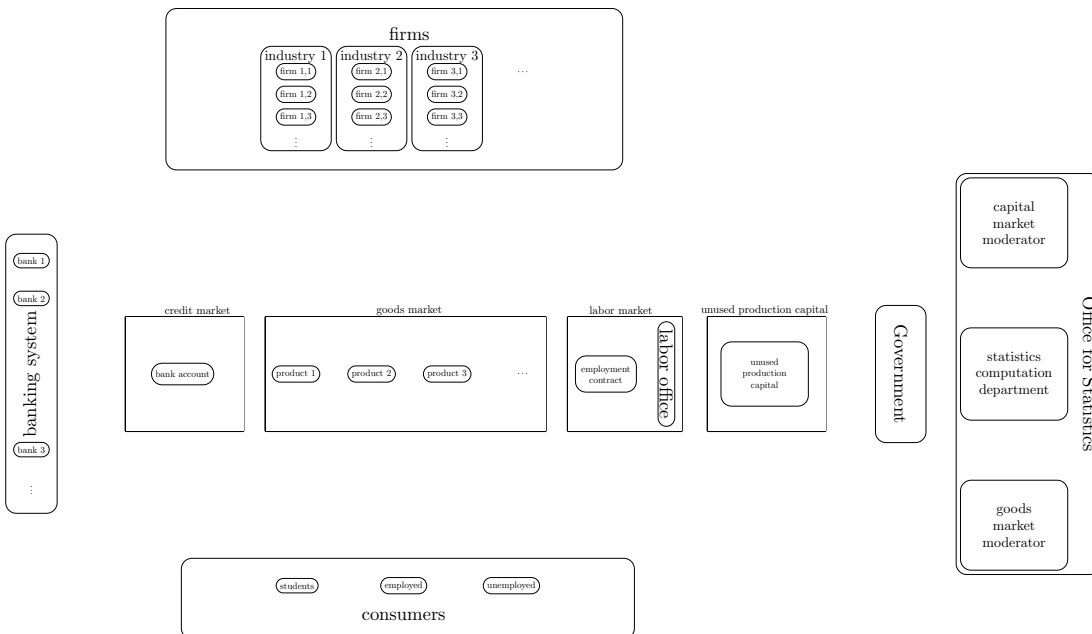 firms
industry 1
industry 2
industry 3
firm 1,1
firm 2,1
firm 3,1
...
firm 1,2
firm 2,2
firm 3,2
firm 1,3
firm 2,3
firm 3,3
⋮
⋮
⋮
bank 1
bank 2
banking system
bank 3
⋮
credit market
bank account
goods market
product 1
product 2
product 3
...
labor market
employment
contract
labor office
unused production capital
unused
production
capital
Government
capital
market
moderator
statistics
computation
department
goods
market
moderator
Office for Statistics
students
employed
unemployed
consumers